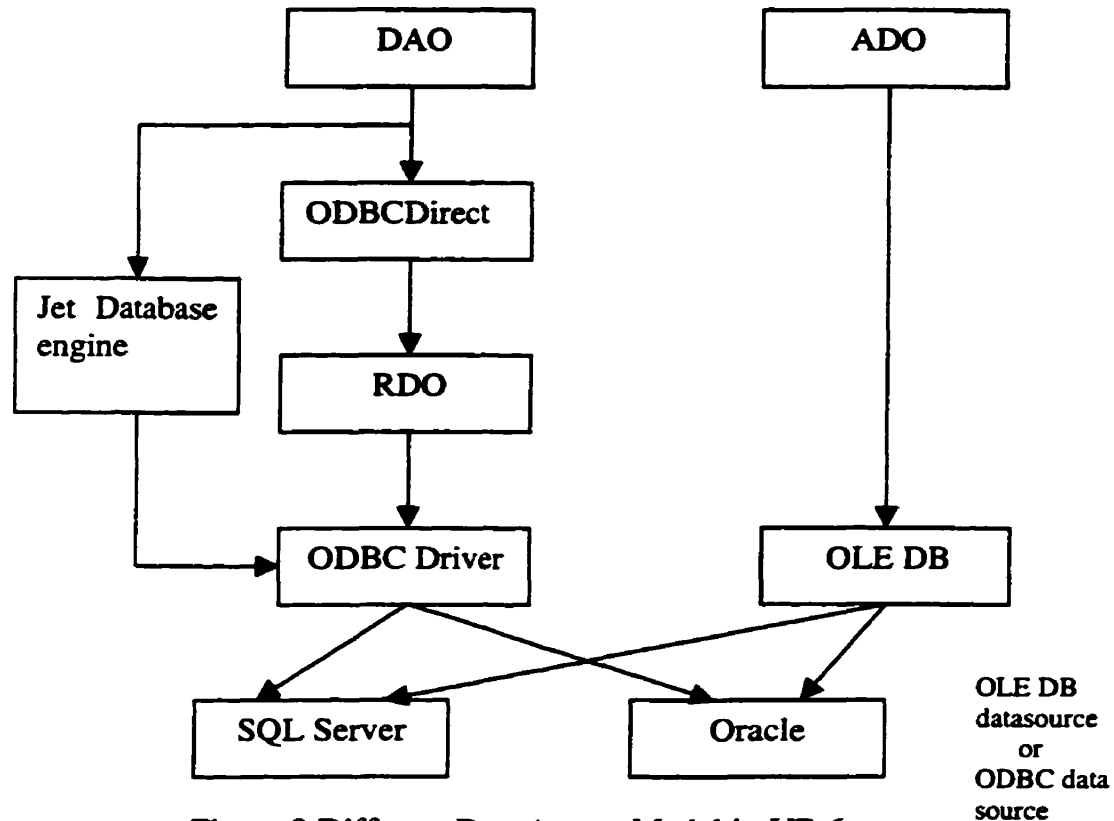 DAO
ADO
ODBCDirect
Jet Database
engine
RDO
ODBC Driver
OLE DB
SQL Server
Oracle
OLE DB
datasource
or
ODBC data
source